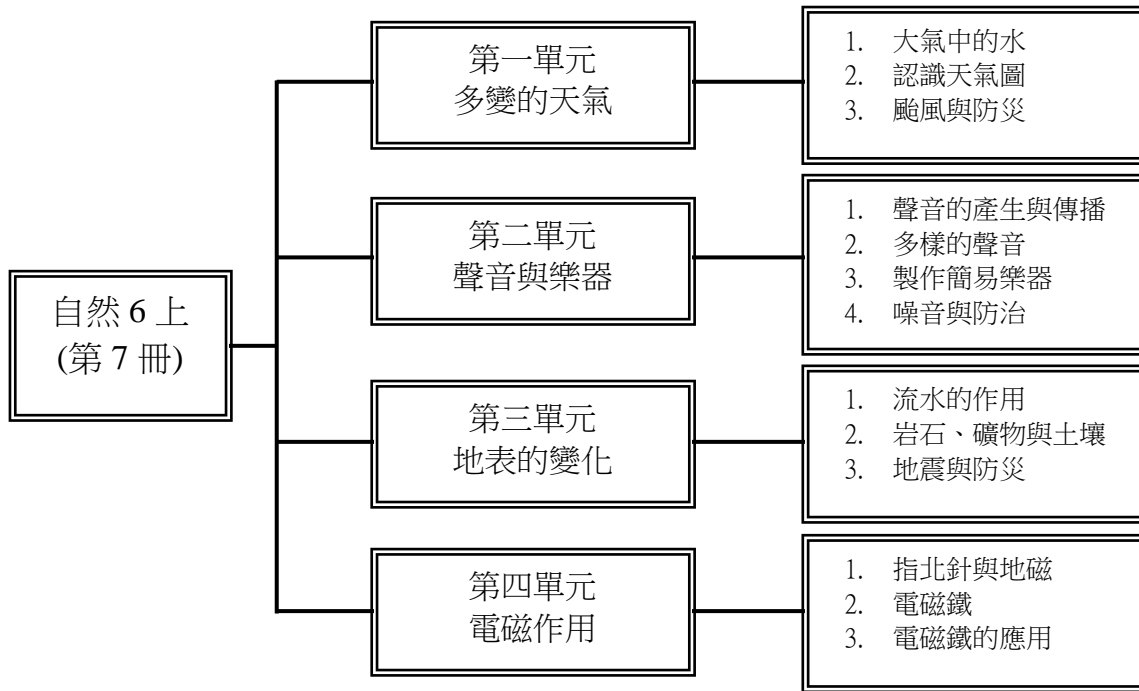 自然 6 上
(第 7 冊)
第一單元
多變的天氣
1. 大氣中的水
2. 認識天氣圖
3. 颱風與防災
第二單元
聲音與樂器
1. 聲音的產生與傳播
2. 多樣的聲音
3. 製作簡易樂器
4. 噪音與防治
第三單元
地表的變化
1. 流水的作用
2. 岩石、礦物與土壤
3. 地震與防災
第四單元
電磁作用
1. 指北針與地磁
2. 電磁鐵
3. 電磁鐵的應用